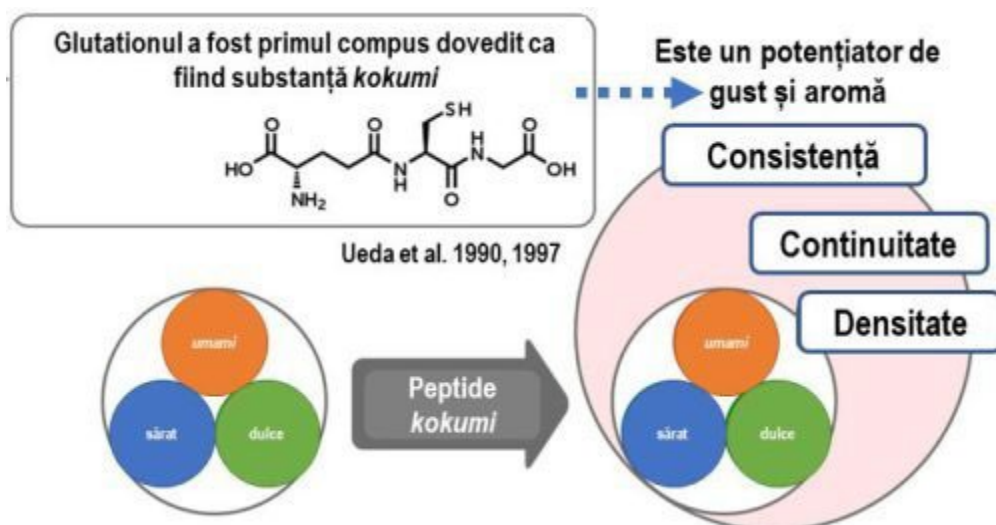 Glutationul a fost primul compus dovedit ca
fiind substanță kokumi
O
HO
NH₂
O
N
H
SH
O
H
N
O
OH
Ueda et al. 1990, 1997
Este un potențiator de
gust și aromă
Consistență
Continuitate
Densitate
umami
sărat
dulce
Peptide
kokumi
umami
sărat
dulce